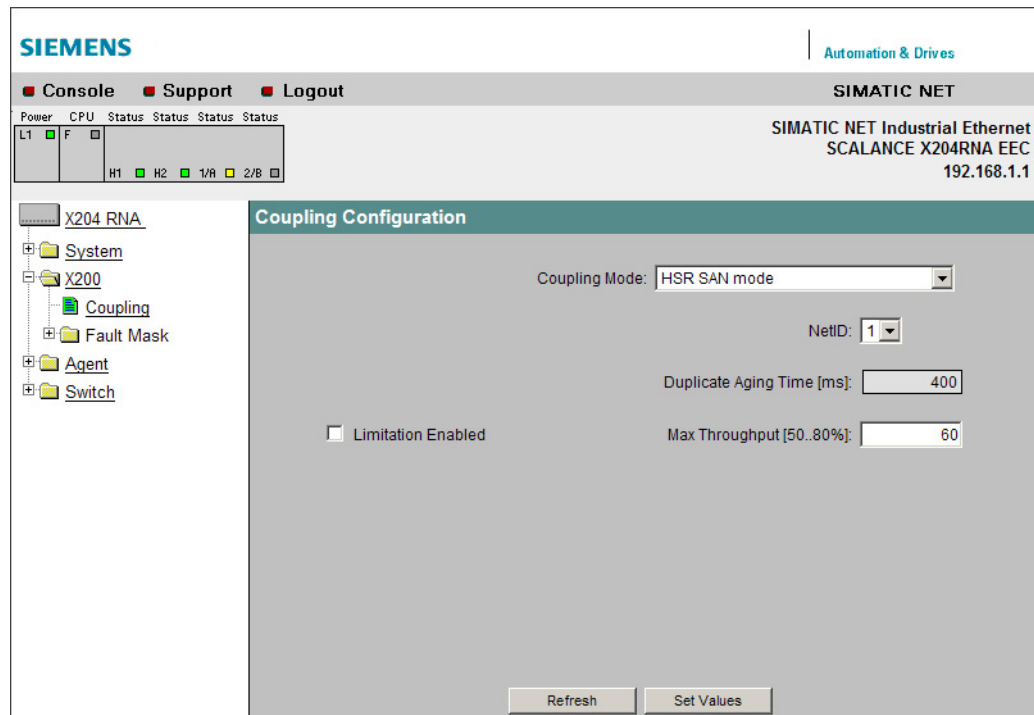 SIEMENS
Automation & Drives
Console Support Logout SIMATIC NET
Power CPU Status Status Status Status
L1 F
H1 H2 1/A 2/B
SIMATIC NET Industrial Ethernet
SCALANCE X204RNA EEC
192.168.1.1
X204 RNA
System
X200
Coupling
Fault Mask
Agent
Switch
Coupling Configuration
Coupling Mode: HSR SAN mode
NetID: 1
Duplicate Aging Time [ms]: 400
Limitation Enabled Max Throughput [50..80%]: 60
Refresh Set Values